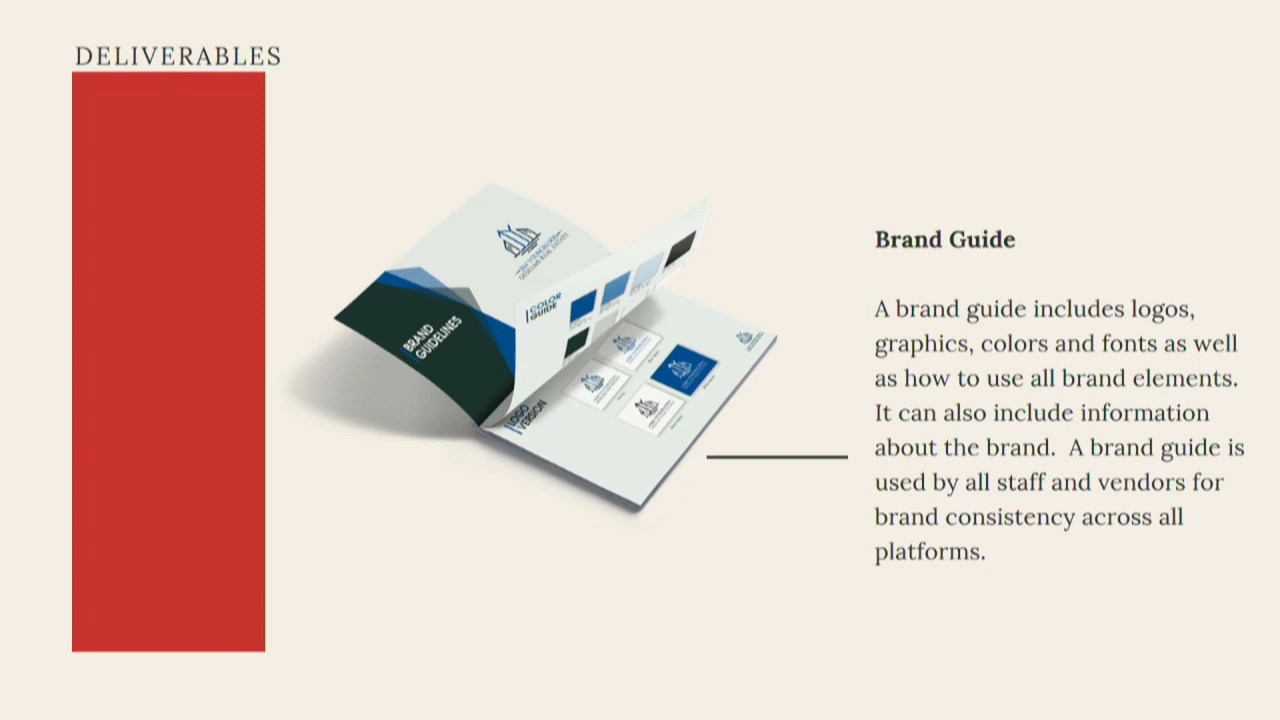 DELIVERABLES
BRAND
GUIDELINES
COLOR
GUIDE
LOGO
VERSION
Brand Guide
A brand guide includes logos,
graphics, colors and fonts as well
as how to use all brand elements.
It can also include information
about the brand.  A brand guide is
used by all staff and vendors for
brand consistency across all
platforms.